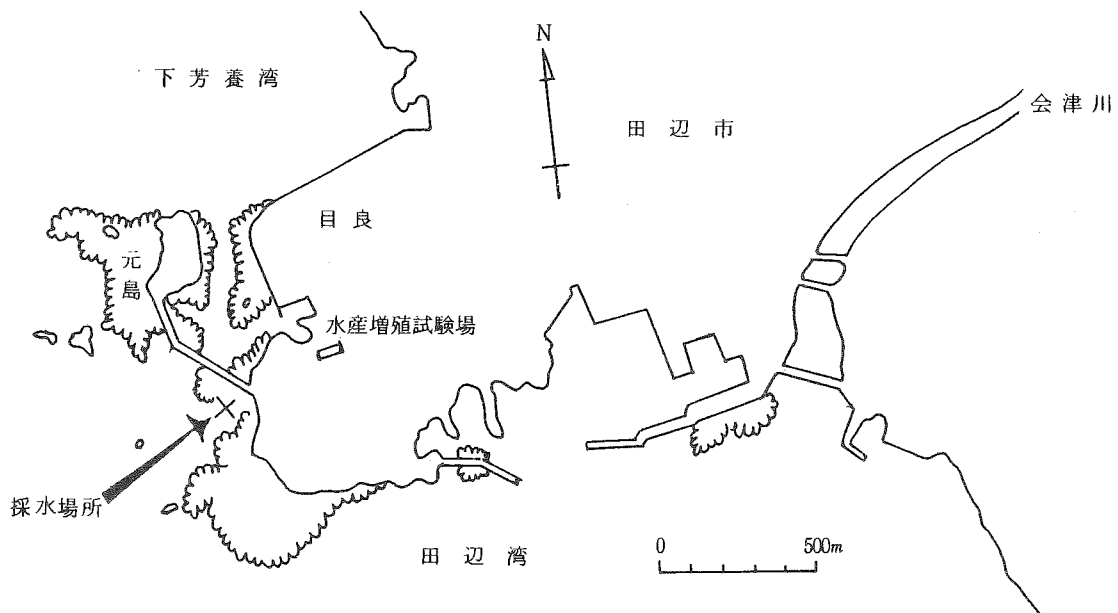 下芳養湾
N
田辺市
会津川
目良
元島
水産増殖試験場
採水場所
田辺湾
0 500m